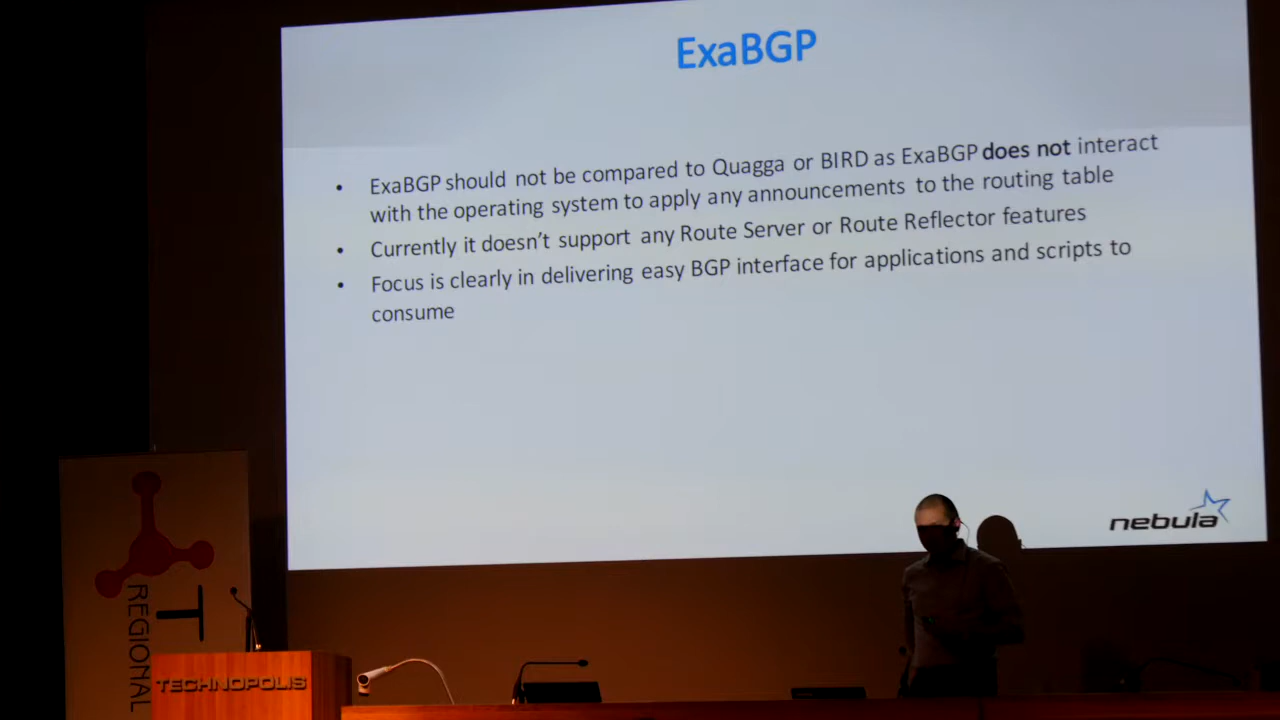 ExaBGP
• ExaBGP should not be compared to Quagga or BIRD as ExaBGP does not interact
with the operating system to apply any announcements to the routing table
• Currently it doesn't support any Route Server or Route Reflector features
• Focus is clearly in delivering easy BGP interface for applications and scripts to
consume
nebula
T
REGIONAL
TECHNOPOLIS